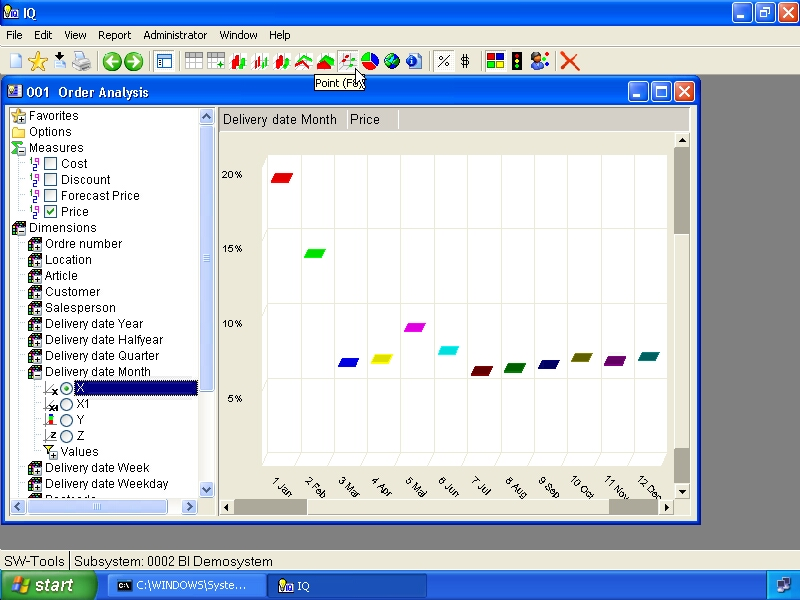 IQ
File Edit View Report Administrator Window Help
% $
Point (F8)
001 Order Analysis
Favorites
Options
Measures
Cost
Discount
Forecast Price
Price
Dimensions
Ordre number
Location
Article
Customer
Salesperson
Delivery date Year
Delivery date Halfyear
Delivery date Quarter
Delivery date Month
X
X1
Y
Z
Values
Delivery date Week
Delivery date Weekday
Delivery date Month Price
20%
15%
10%
5%
1 Jan 2 Feb 3 Mar 4 Apr 5 Mai 6 Jun 7 Jul 8 Aug 9 Sep 10 Oct 11 Nov 12 Dec
SW-Tools Subsystem: 0002 BI Demosystem
start C:\WINDOWS\Syste... IQ